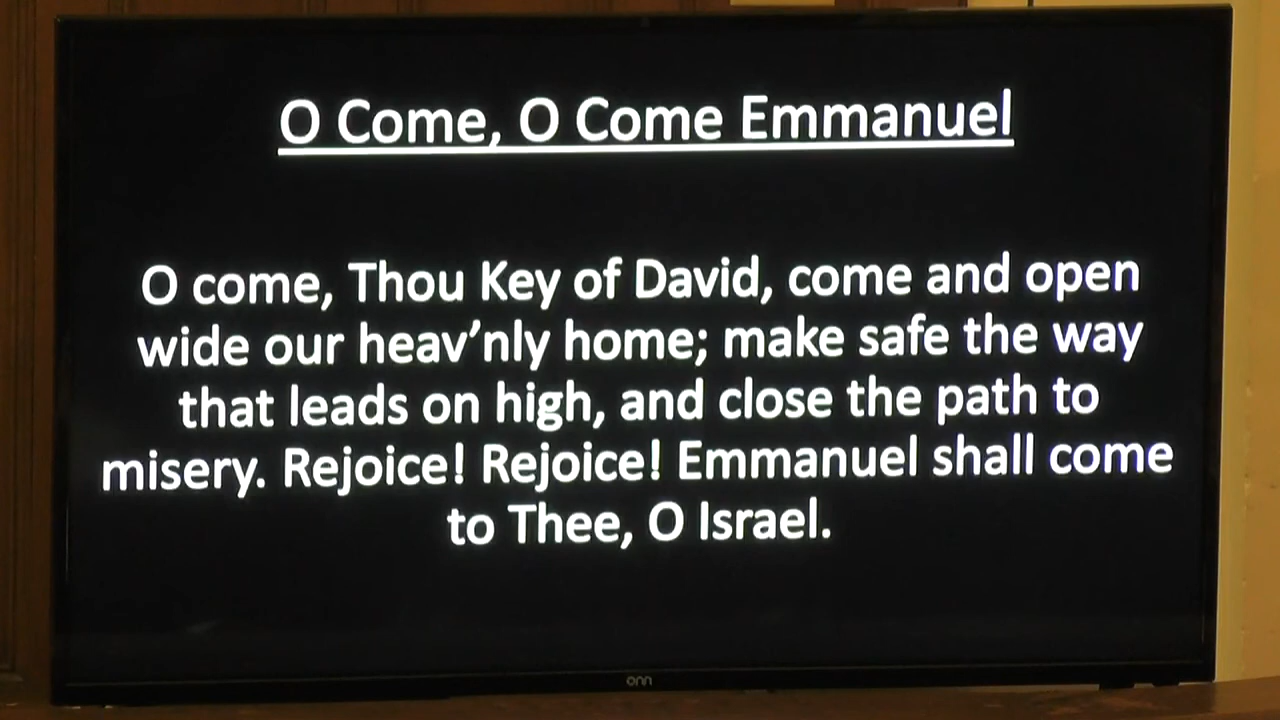 O Come, O Come Emmanuel
O come, Thou Key of David, come and open
wide our heav’nly home; make safe the way
that leads on high, and close the path to
misery. Rejoice! Rejoice! Emmanuel shall come
to Thee, O Israel.
onn